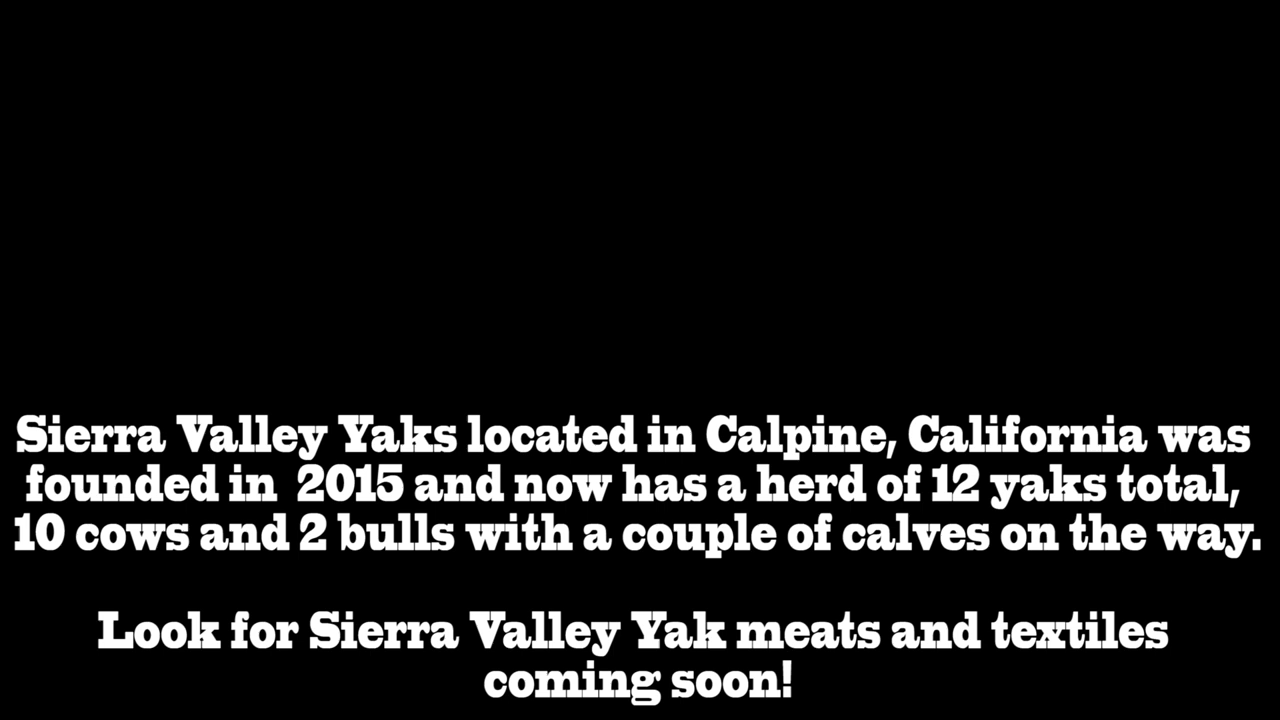 Sierra Valley Yaks located in Calpine, California was
founded in  2015 and now has a herd of 12 yaks total,
10 cows and 2 bulls with a couple of calves on the way.
Look for Sierra Valley Yak meats and textiles
coming soon!